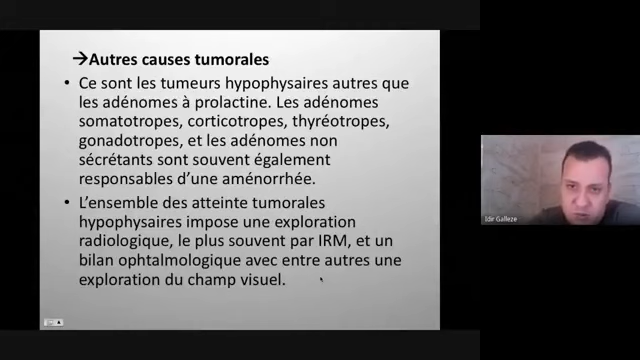 →Autres causes tumorales
• Ce sont les tumeurs hypophysaires autres que
les adénomes à prolactine. Les adénomes
somatotropes, corticotropes, thyréotropes,
gonadotropes, et les adénomes non
sécrétants sont souvent également
responsables d’une aménorrhée.
• L’ensemble des atteinte tumorales
hypophysaires impose une exploration
radiologique, le plus souvent par IRM, et un
bilan ophtalmologique avec entre autres une
exploration du champ visuel.
Idir Galleze